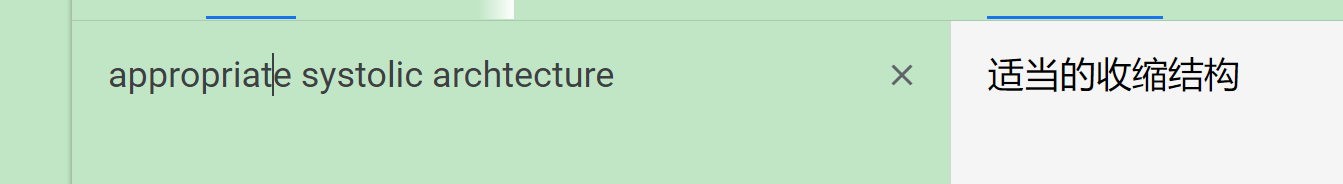 appropriate systolic archtecture
适当的收缩结构